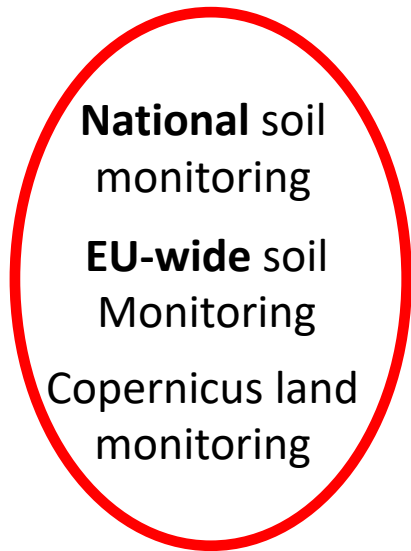 National soil
monitoring
EU-wide soil
Monitoring
Copernicus land
monitoring